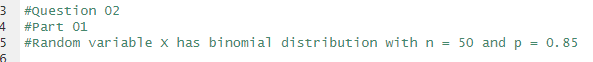 3 #Question 02
4 #Part 01
5 #Random variable X has binomial distribution with n = 50 and p = 0.85
6